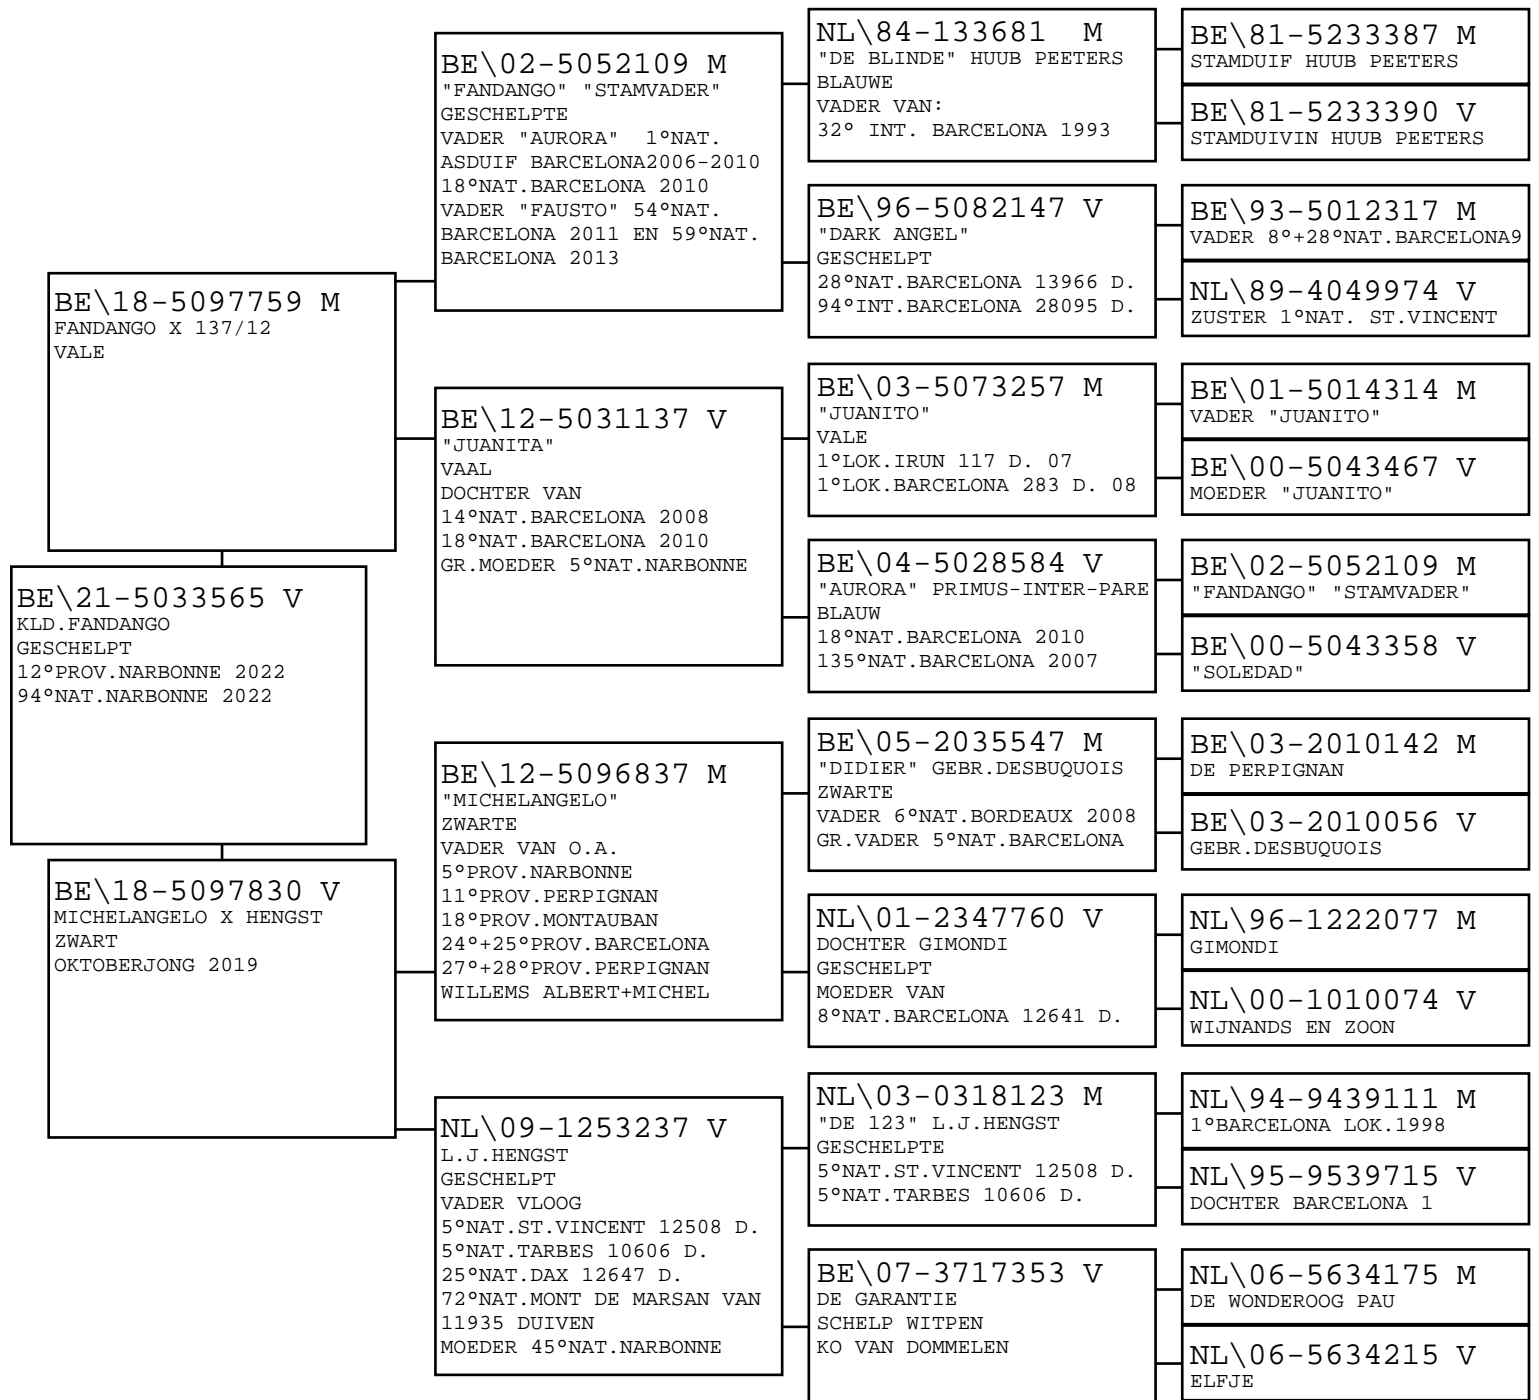 BE\21-5033565 V
KLD.FANDANGO
GESCHELPT
12°PROV.NARBONNE 2022
94°NAT.NARBONNE 2022
BE\18-5097759 M
FANDANGO X 137/12
VALE
BE\18-5097830 V
MICHELANGELO X HENGST
ZWART
OKTOBERJONG 2019
BE\02-5052109 M
"FANDANGO" "STAMVADER"
GESCHELPTE
VADER "AURORA" 1°NAT.
ASDUIF BARCELONA2006-2010
18°NAT.BARCELONA 2010
VADER "FAUSTO" 54°NAT.
BARCELONA 2011 EN 59°NAT.
BARCELONA 2013
BE\12-5031137 V
"JUANITA"
VAAL
DOCHTER VAN
14°NAT.BARCELONA 2008
18°NAT.BARCELONA 2010
GR.MOEDER 5°NAT.NARBONNE
BE\12-5096837 M
"MICHELANGELO"
ZWARTE
VADER VAN O.A.
5°PROV.NARBONNE
11°PROV.PERPIGNAN
18°PROV.MONTAUBAN
24°+25°PROV.BARCELONA
27°+28°PROV.PERPIGNAN
WILLEMS ALBERT+MICHEL
NL\09-1253237 V
L.J.HENGST
GESCHELPT
VADER VLOOG
5°NAT.ST.VINCENT 12508 D.
5°NAT.TARBES 10606 D.
25°NAT.DAX 12647 D.
72°NAT.MONT DE MARSAN VAN
11935 DUIVEN
MOEDER 45°NAT.NARBONNE
NL\84-133681 M
"DE BLINDE" HUUB PEETERS
BLAUWE
VADER VAN:
32° INT. BARCELONA 1993
BE\96-5082147 V
"DARK ANGEL"
GESCHELPT
28°NAT.BARCELONA 13966 D.
94°INT.BARCELONA 28095 D.
BE\03-5073257 M
"JUANITO"
VALE
1°LOK.IRUN 117 D. 07
1°LOK.BARCELONA 283 D. 08
BE\04-5028584 V
"AURORA" PRIMUS-INTER-PARE
BLAUW
18°NAT.BARCELONA 2010
135°NAT.BARCELONA 2007
BE\05-2035547 M
"DIDIER" GEBR.DESBUQUOIS
ZWARTE
VADER 6°NAT.BORDEAUX 2008
GR.VADER 5°NAT.BARCELONA
NL\01-2347760 V
DOCHTER GIMONDI
GESCHELPT
MOEDER VAN
8°NAT.BARCELONA 12641 D.
NL\03-0318123 M
"DE 123" L.J.HENGST
GESCHELPTE
5°NAT.ST.VINCENT 12508 D.
5°NAT.TARBES 10606 D.
BE\07-3717353 V
DE GARANTIE
SCHELP WITPEN
KO VAN DOMMELEN
BE\81-5233387 M
STAMDUIF HUUB PEETERS
BE\81-5233390 V
STAMDUIVIN HUUB PEETERS
BE\93-5012317 M
VADER 8°+28°NAT.BARCELONA9
NL\89-4049974 V
ZUSTER 1°NAT. ST.VINCENT
BE\01-5014314 M
VADER "JUANITO"
BE\00-5043467 V
MOEDER "JUANITO"
BE\02-5052109 M
"FANDANGO" "STAMVADER"
BE\00-5043358 V
"SOLEDAD"
BE\03-2010142 M
DE PERPIGNAN
BE\03-2010056 V
GEBR.DESBUQUOIS
NL\96-1222077 M
GIMONDI
NL\00-1010074 V
WIJNANDS EN ZOON
NL\94-9439111 M
1°BARCELONA LOK.1998
NL\95-9539715 V
DOCHTER BARCELONA 1
NL\06-5634175 M
DE WONDEROOG PAU
NL\06-5634215 V
ELFJE